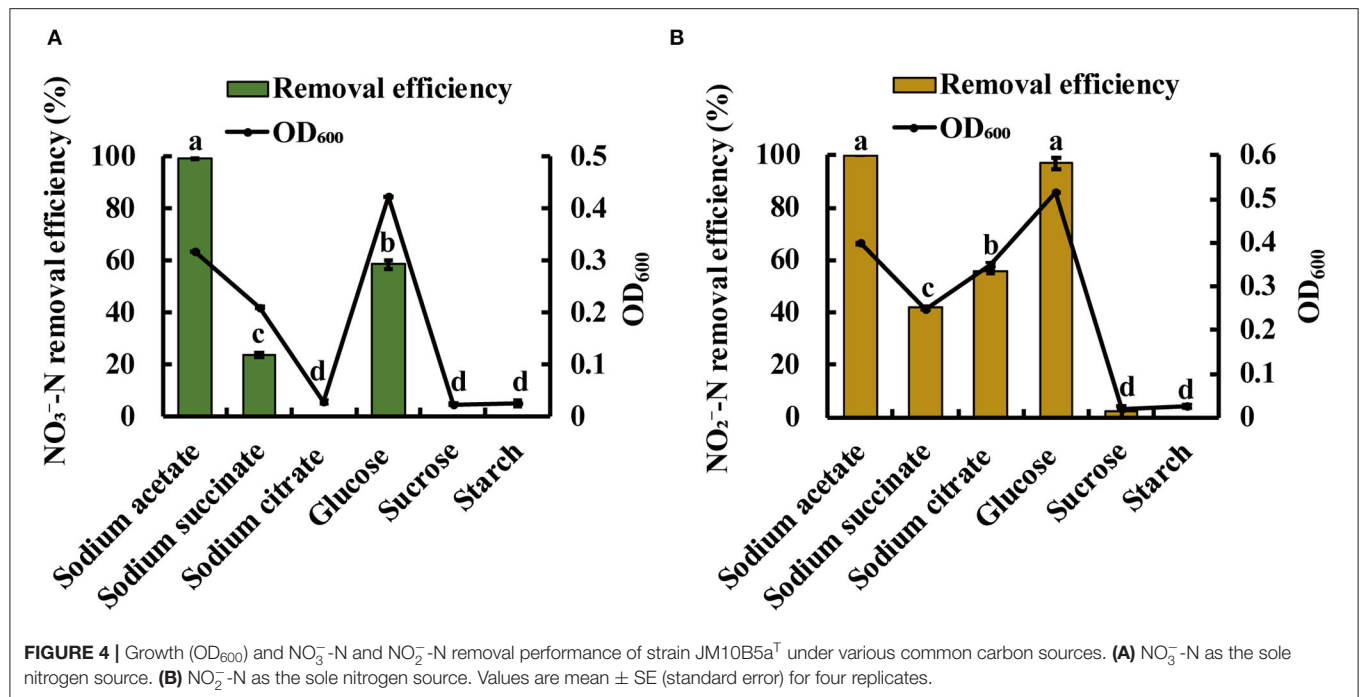 A
NO₃⁻-N removal efficiency (%)
Removal efficiency
OD₆₀₀
100
80
60
40
20
0
a
c
d
b
d
d
0.5
0.4
0.3
0.2
0.1
0
OD₆₀₀
Sodium acetate
Sodium succinate
Sodium citrate
Glucose
Sucrose
Starch
B
NO₂⁻-N removal efficiency (%)
Removal efficiency
OD₆₀₀
100
80
60
40
20
0
a
c
b
a
d
d
0.6
0.5
0.4
0.3
0.2
0.1
0
OD₆₀₀
Sodium acetate
Sodium succinate
Sodium citrate
Glucose
Sucrose
Starch
FIGURE 4 | Growth (OD₆₀₀) and NO₃⁻-N and NO₂⁻-N removal performance of strain JM10B5aᵀ under various common carbon sources. (A) NO₃⁻-N as the sole
nitrogen source. (B) NO₂⁻-N as the sole nitrogen source. Values are mean ± SE (standard error) for four replicates.